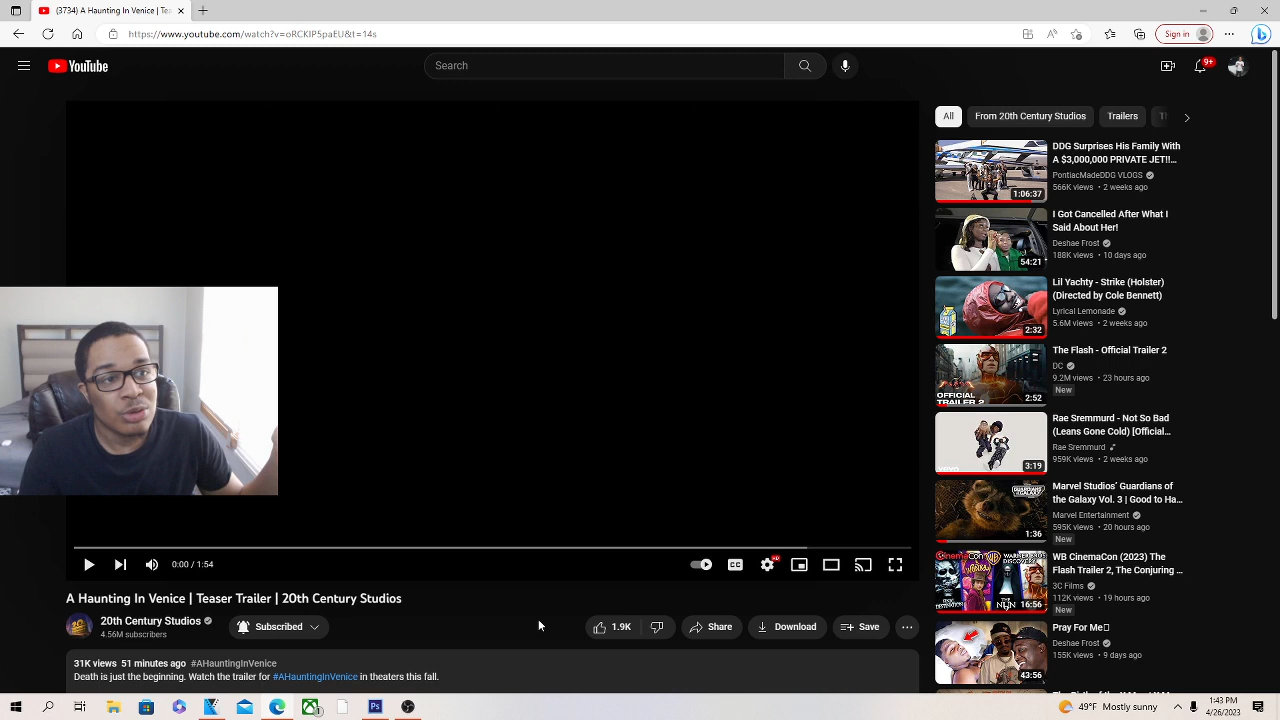 (3734) A Haunting In Venice | Tea
https://www.youtube.com/watch?v=oRCKIP5paEU&t=14s
Sign in
YouTube
Search
9+
All
From 20th Century Studios
Trailers
DDG Surprises His Family With
A $3,000,000 PRIVATE JET!!...
PontiacMadeDDG VLOGS
566K views • 2 weeks ago
1:06:37
I Got Cancelled After What I
Said About Her!
Deshae Frost
188K views • 10 days ago
54:21
Lil Yachty - Strike (Holster)
(Directed by Cole Bennett)
Lyrical Lemonade
5.6M views • 2 weeks ago
2:32
The Flash - Official Trailer 2
DC
9.2M views • 23 hours ago
New
OFFICIAL
TRAILER 2
2:52
Rae Sremmurd - Not So Bad
(Leans Gone Cold) [Official...
Rae Sremmurd
959K views • 2 weeks ago
vevo
3:19
Marvel Studios' Guardians of
the Galaxy Vol. 3 | Good to Ha...
Marvel Entertainment
595K views • 20 hours ago
New
1:36
WB CinemaCon (2023) The
Flash Trailer 2, The Conjuring ...
3C Films
112K views • 19 hours ago
New
CinemaCon
16:56
Pray For Me
Deshae Frost
155K views • 9 days ago
43:56
0:00 / 1:54
CC
HD
A Haunting In Venice | Teaser Trailer | 20th Century Studios
20th Century Studios
4.56M subscribers
Subscribed
1.9K
Share
Download
Save
31K views 51 minutes ago #AHauntingInVenice
Death is just the beginning. Watch the trailer for #AHauntingInVenice in theaters this fall.
49°F Mostly sunny
1:43 PM
4/26/2023